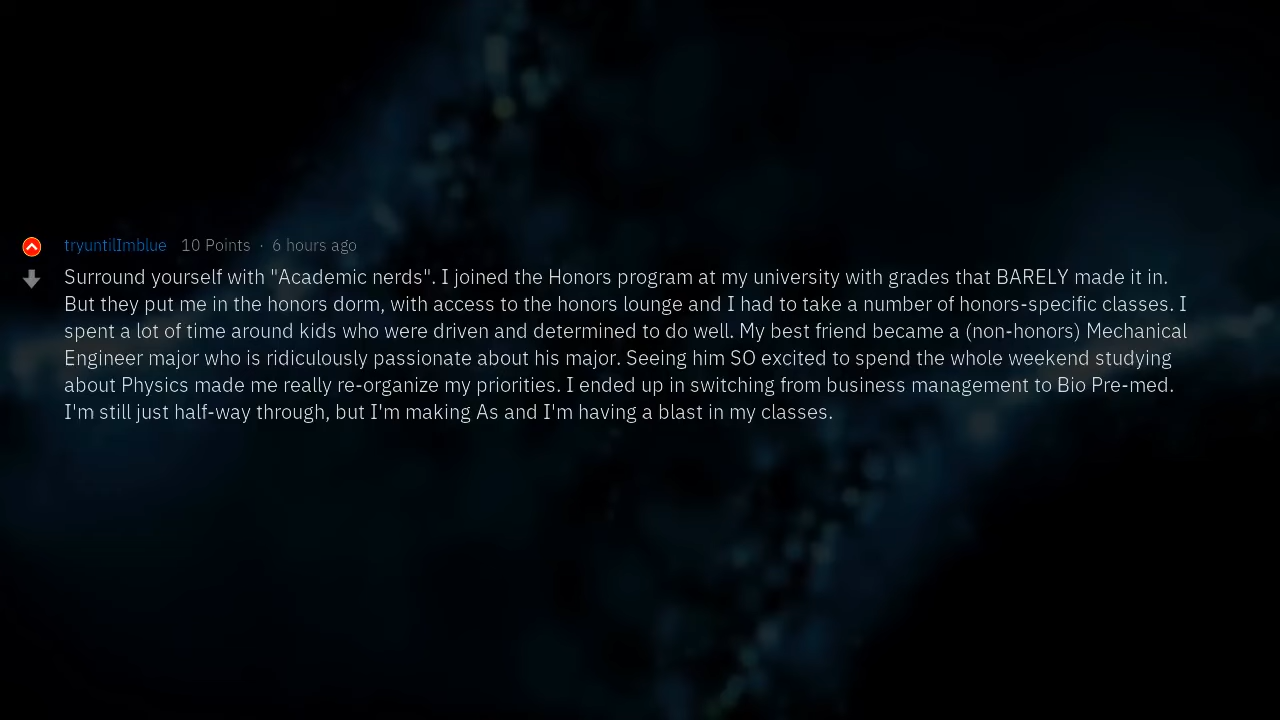 tryuntilImblue 10 Points · 6 hours ago
Surround yourself with "Academic nerds". I joined the Honors program at my university with grades that BARELY made it in.
But they put me in the honors dorm, with access to the honors lounge and I had to take a number of honors-specific classes. I
spent a lot of time around kids who were driven and determined to do well. My best friend became a (non-honors) Mechanical
Engineer major who is ridiculously passionate about his major. Seeing him SO excited to spend the whole weekend studying
about Physics made me really re-organize my priorities. I ended up in switching from business management to Bio Pre-med.
I'm still just half-way through, but I'm making As and I'm having a blast in my classes.